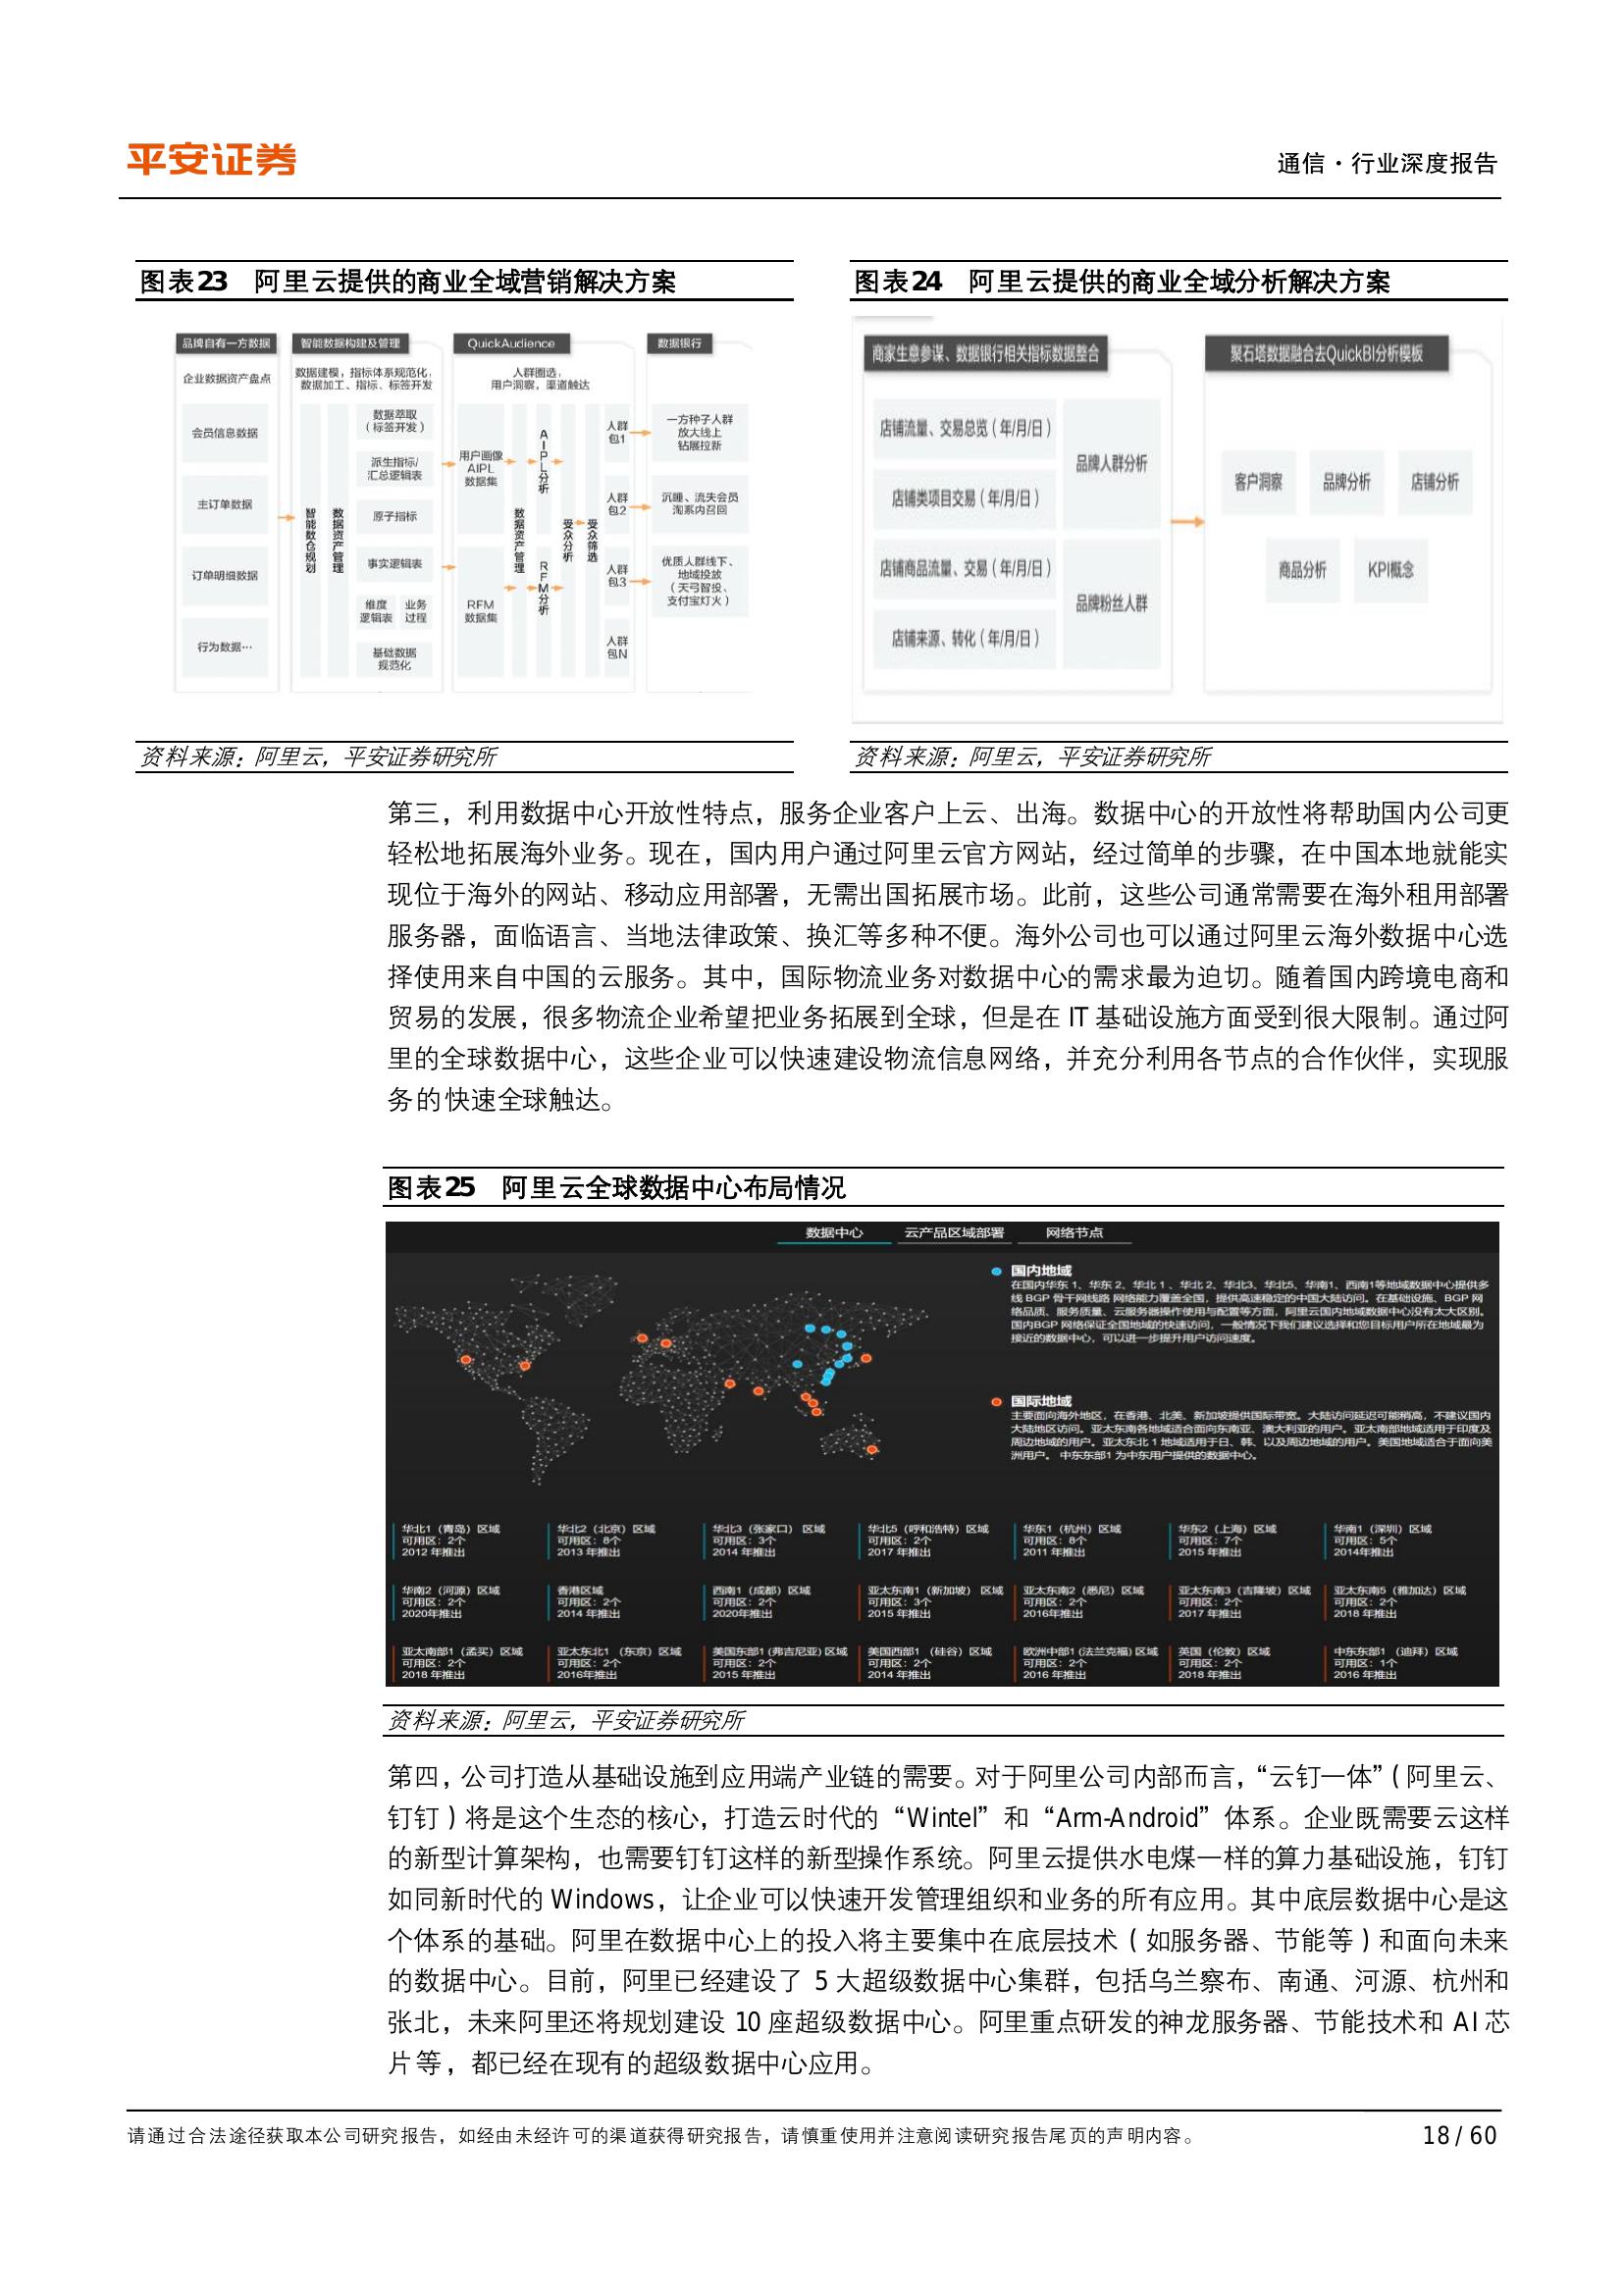 平安证券
通信·行业深度报告
图表23 阿里云提供的商业全域营销解决方案
品牌自有一方数据
企业数据资产盘点
会员信息数据
主订单数据
订单明细数据
行为数据…
智能数据构建及管理
数据建模，指标体系规范化，
数据加工、指标、标签开发
智能数仓规划
数据资产管理
数据萃取
（标签开发）
派生指标/
汇总逻辑表
原子指标
事实逻辑表
维度
逻辑表
业务
过程
基础数据
规范化
QuickAudience
人群圈选，
用户洞察，渠道触达
用户画像
AIPL
数据集
RFM
数据集
数据资产管理
AIPL分析
RFM分析
受众分析
受众筛选
人群
包1
人群
包2
人群
包3
人群
包N
数据银行
一方种子人群
放大线上
钻展拉新
沉睡、流失会员
淘系内召回
优质人群线下、
地域投放
（天弓智投、
支付宝灯火）
资料来源：阿里云，平安证券研究所
图表24 阿里云提供的商业全域分析解决方案
商家生意参谋、数据银行相关指标数据整合
店铺流量、交易总览（年/月/日）
店铺类项目交易（年/月/日）
店铺商品流量、交易（年/月/日）
店铺来源、转化（年/月/日）
品牌人群分析
品牌粉丝人群
聚石塔数据融合去QuickBI分析模板
客户洞察
品牌分析
店铺分析
商品分析
KPI概念
资料来源：阿里云，平安证券研究所
第三，利用数据中心开放性特点，服务企业客户上云、出海。数据中心的开放性将帮助国内公司更
轻松地拓展海外业务。现在，国内用户通过阿里云官方网站，经过简单的步骤，在中国本地就能实
现位于海外的网站、移动应用部署，无需出国拓展市场。此前，这些公司通常需要在海外租用部署
服务器，面临语言、当地法律政策、换汇等多种不便。海外公司也可以通过阿里云海外数据中心选
择使用来自中国的云服务。其中，国际物流业务对数据中心的需求最为迫切。随着国内跨境电商和
贸易的发展，很多物流企业希望把业务拓展到全球，但是在 IT 基础设施方面受到很大限制。通过阿
里的全球数据中心，这些企业可以快速建设物流信息网络，并充分利用各节点的合作伙伴，实现服
务的快速全球触达。
图表25 阿里云全球数据中心布局情况
数据中心 云产品区域部署 网络节点
国内地域
在国内华东 1、华东 2、华北 1 、华北 2、华北3、华北5、华南1、西南1等地域数据中心提供多
线 BGP 骨干网线路 网络能力覆盖全国，提供高速稳定的中国大陆访问。在基础设施、BGP 网
络品质、服务质量、云服务器操作使用与配置等方面，阿里云国内地域数据中心没有太大区别。
国内BGP 网络保证全国地域的快速访问，一般情况下我们建议选择和您目标用户所在地域最为
接近的数据中心，可以进一步提升用户访问速度。
国际地域
主要面向海外地区，在香港、北美、新加坡提供国际带宽。大陆访问延迟可能稍高，不建议国内
大陆地区访问。亚太东南各地域适合面向东南亚、澳大利亚的用户。亚太南部地域适用于印度及
周边地域的用户。亚太东北 1 地域适用于日、韩、以及周边地域的用户。美国地域适合于面向美
洲用户。 中东东部1 为中东用户提供的数据中心。
华北1（青岛）区域
可用区：2个
2012 年推出
华北2（北京）区域
可用区：8个
2013 年推出
华北3（张家口）区域
可用区：3个
2014 年推出
华北5（呼和浩特）区域
可用区：2个
2017 年推出
华东1（杭州）区域
可用区：8个
2011 年推出
华东2（上海）区域
可用区：7个
2015 年推出
华南1（深圳）区域
可用区：5个
2014年推出
华南2（河源）区域
可用区：2个
2020年推出
香港区域
可用区：2个
2014 年推出
西南1（成都）区域
可用区：2个
2020年推出
亚太东南1（新加坡）区域
可用区：3个
2015 年推出
亚太东南2（悉尼）区域
可用区：2个
2016年推出
亚太东南3（吉隆坡）区域
可用区：2个
2017 年推出
亚太东南5（雅加达）区域
可用区：2个
2018 年推出
亚太南部1（孟买）区域
可用区：2个
2018 年推出
亚太东北1 （东京）区域
可用区：2个
2016年推出
美国东部1 (弗吉尼亚) 区域
可用区：2个
2015 年推出
美国西部1 （硅谷）区域
可用区：2个
2014 年推出
欧洲中部1 (法兰克福) 区域
可用区：2个
2016 年推出
英国（伦敦）区域
可用区：2个
2018 年推出
中东东部1 （迪拜）区域
可用区：1个
2016 年推出
资料来源：阿里云，平安证券研究所
第四，公司打造从基础设施到应用端产业链的需要。对于阿里公司内部而言，“云钉一体”（阿里云、
钉钉）将是这个生态的核心，打造云时代的“Wintel”和“Arm-Android”体系。企业既需要云这样
的新型计算架构，也需要钉钉这样的新型操作系统。阿里云提供水电煤一样的算力基础设施，钉钉
如同新时代的 Windows，让企业可以快速开发管理组织和业务的所有应用。其中底层数据中心是这
个体系的基础。阿里在数据中心上的投入将主要集中在底层技术（如服务器、节能等）和面向未来
的数据中心。目前，阿里已经建设了 5 大超级数据中心集群，包括乌兰察布、南通、河源、杭州和
张北，未来阿里还将规划建设 10 座超级数据中心。阿里重点研发的神龙服务器、节能技术和 AI 芯
片等，都已经在现有的超级数据中心应用。
请通过合法途径获取本公司研究报告，如经由未经许可的渠道获得研究报告，请慎重使用并注意阅读研究报告尾页的声明内容。
18 / 60